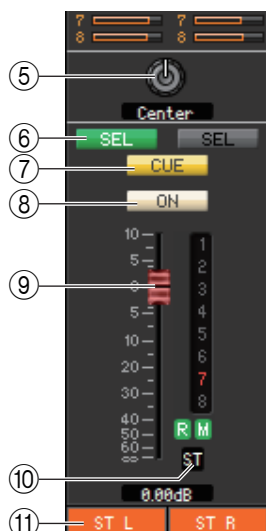 7 7
8 8
⑤
Center
⑥ SEL SEL
⑦ CUE
⑧ ON
10 1
5 2
⑨ 0 3
5 4
10 5
6
20 7
30 8
40
50 R M
60
∞ ST
⑩
0.00dB
⑪ ST L ST R